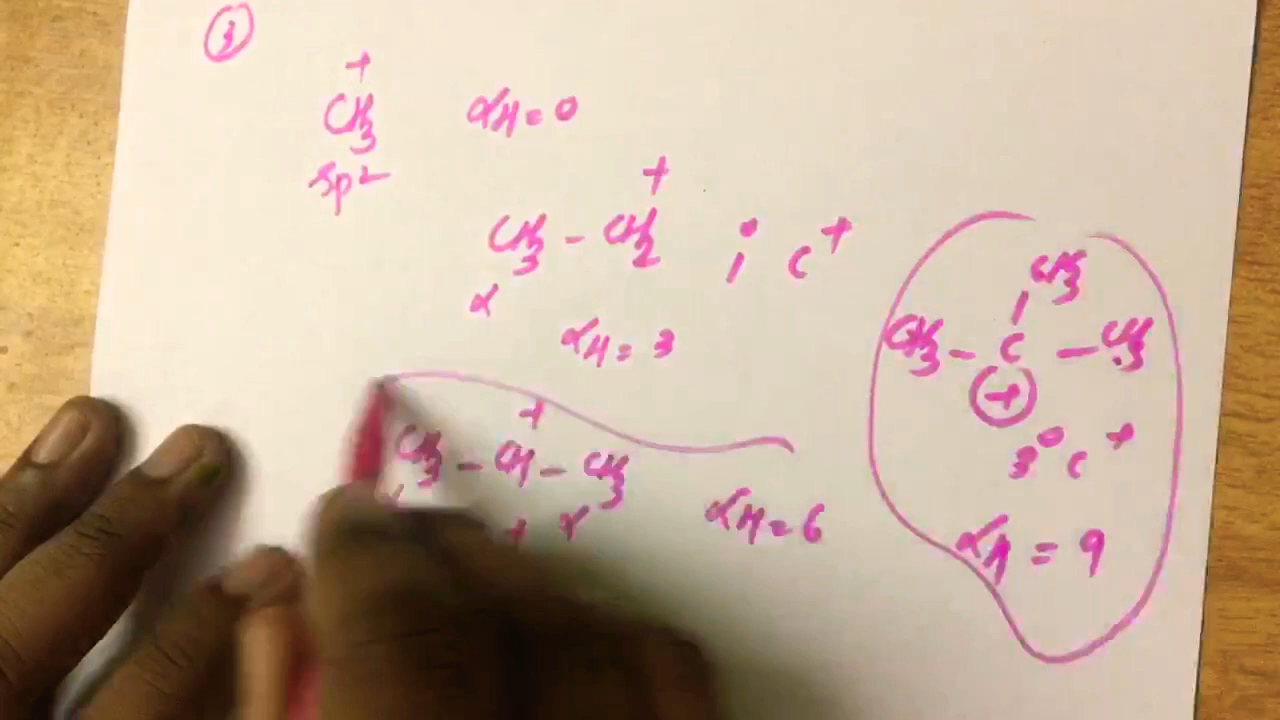 3
+
CH3 αH = 0
sp2
+
CH3 - CH2 1° C+
α
αH = 3
CH3
CH3 - C - CH3
+
3° C+
αH = 9
+
CH3 - CH - CH3
α
αH = 6